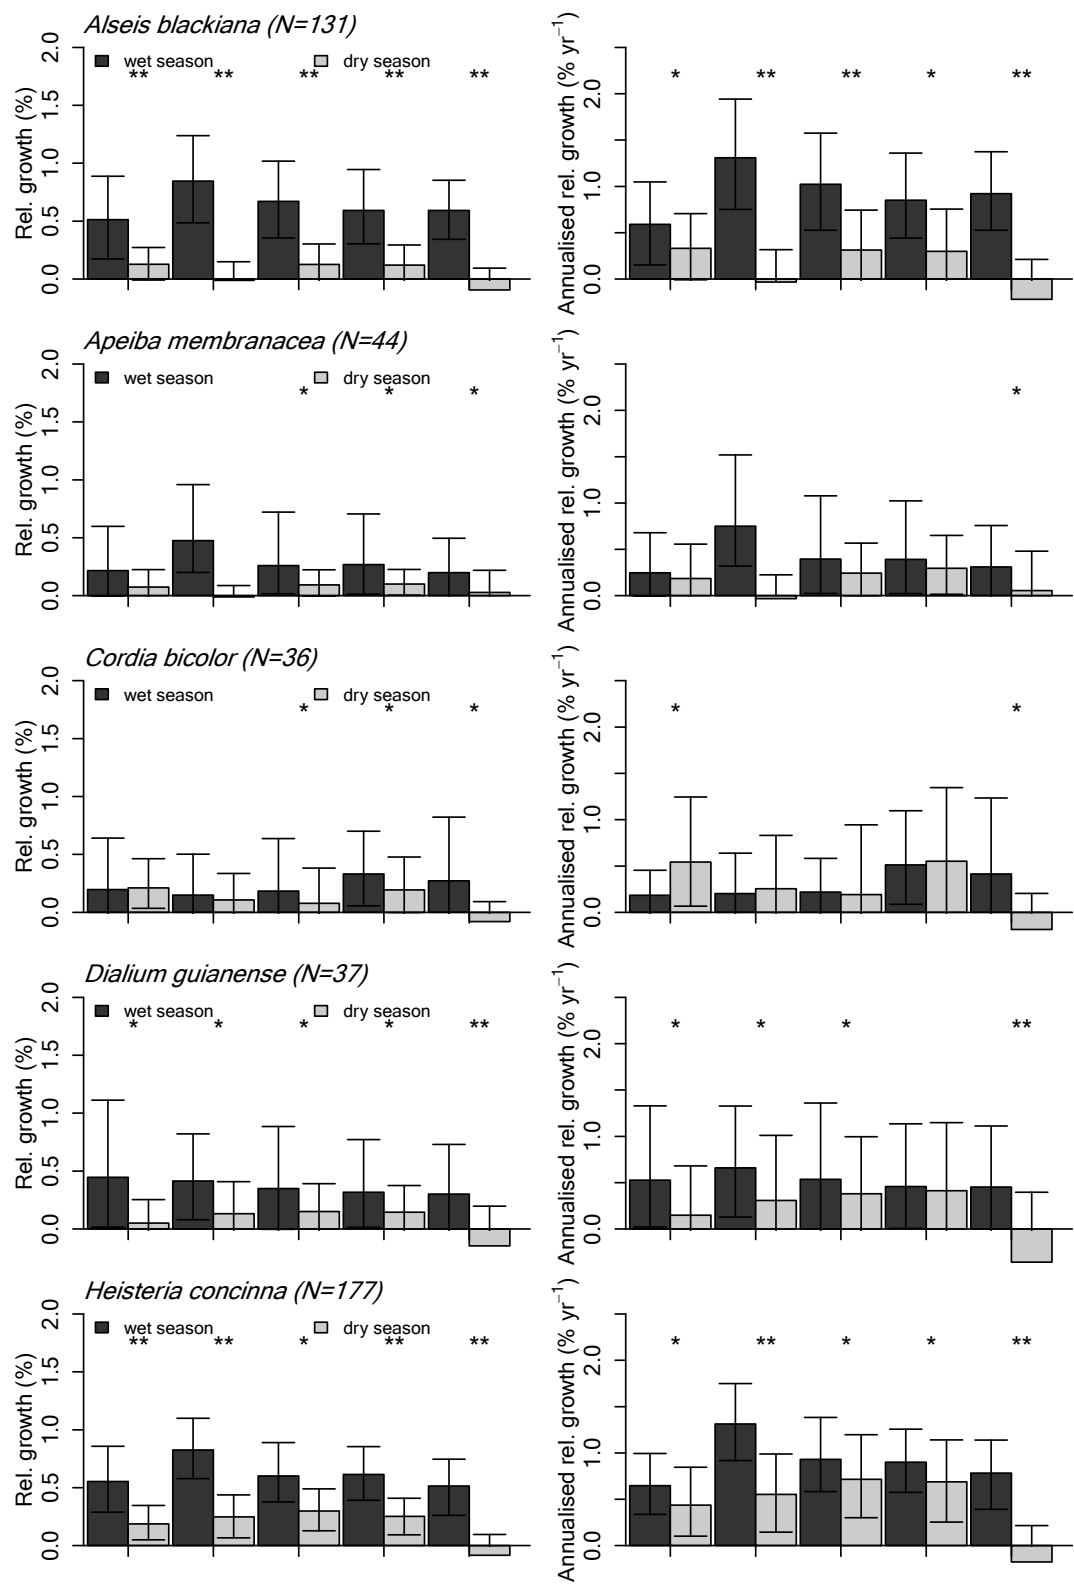 Alseis blackiana (N=131)
wet season dry season
Rel. growth (%)
0.0 0.5 1.0 1.5 2.0
** ** ** ** **
Annualised rel. growth (% yr−1)
0.0 1.0 2.0
* ** ** * **
Apeiba membranacea (N=44)
wet season dry season
Rel. growth (%)
0.0 0.5 1.0 1.5 2.0
* * *
Annualised rel. growth (% yr−1)
0.0 1.0 2.0
*
Cordia bicolor (N=36)
wet season dry season
Rel. growth (%)
0.0 0.5 1.0 1.5 2.0
* * *
Annualised rel. growth (% yr−1)
0.0 1.0 2.0
* *
Dialium guianense (N=37)
wet season dry season
Rel. growth (%)
0.0 0.5 1.0 1.5 2.0
* * * * **
Annualised rel. growth (% yr−1)
0.0 1.0 2.0
* * * **
Heisteria concinna (N=177)
wet season dry season
Rel. growth (%)
0.0 0.5 1.0 1.5 2.0
** ** * ** **
Annualised rel. growth (% yr−1)
0.0 1.0 2.0
* ** * * **